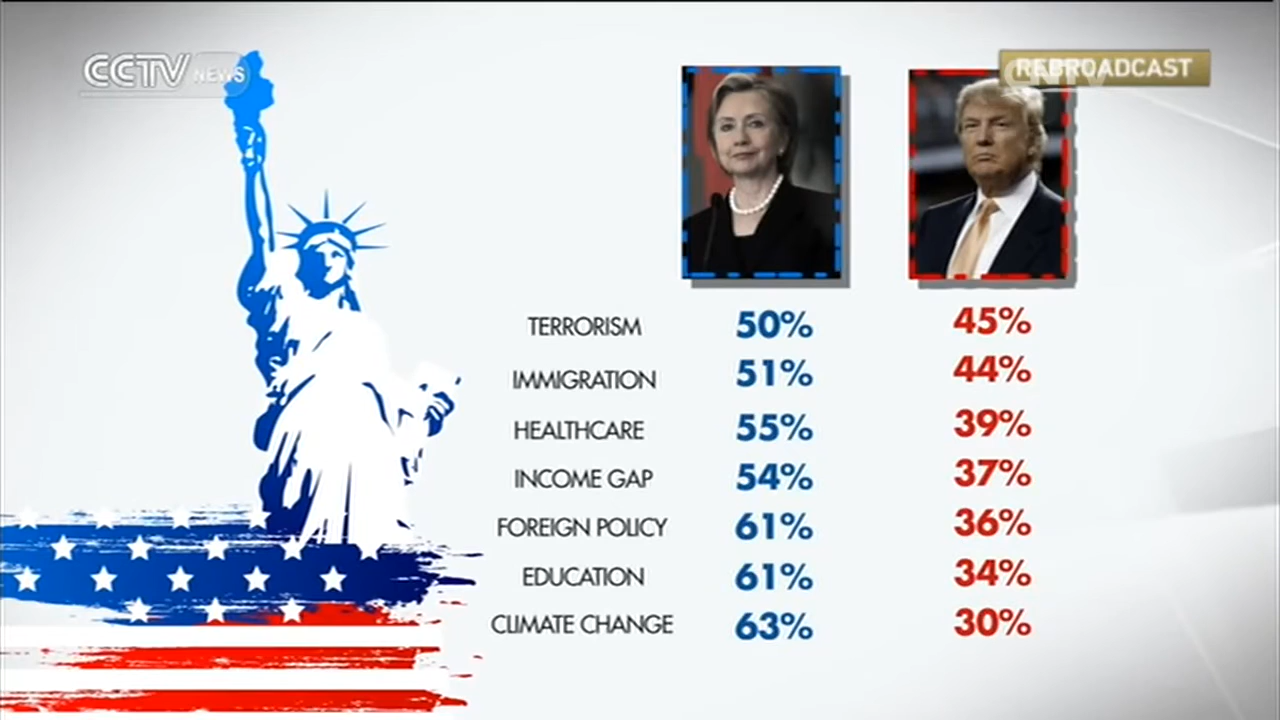 CCTV NEWS
REBROADCAST
CNTV
TERRORISM 50% 45%
IMMIGRATION 51% 44%
HEALTHCARE 55% 39%
INCOME GAP 54% 37%
FOREIGN POLICY 61% 36%
EDUCATION 61% 34%
CLIMATE CHANGE 63% 30%